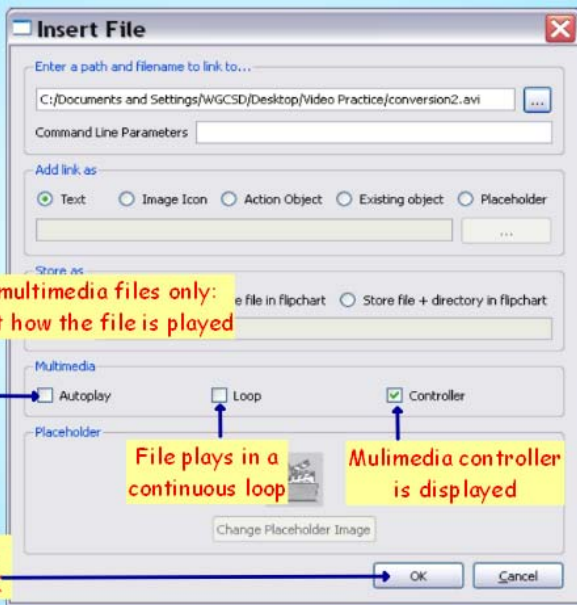 Insert File
Enter a path and filename to link to...
C:/Documents and Settings/WGCSD/Desktop/Video Practice/conversion2.avi
...
Command Line Parameters
Add link as
Text Image Icon Action Object Existing object Placeholder
...
Store as
multimedia files only:
how the file is played
file in flipchart Store file + directory in flipchart
Multimedia
Autoplay Loop Controller
Placeholder
File plays in a
continuous loop
Mulimedia controller
is displayed
Change Placeholder Image
OK Cancel